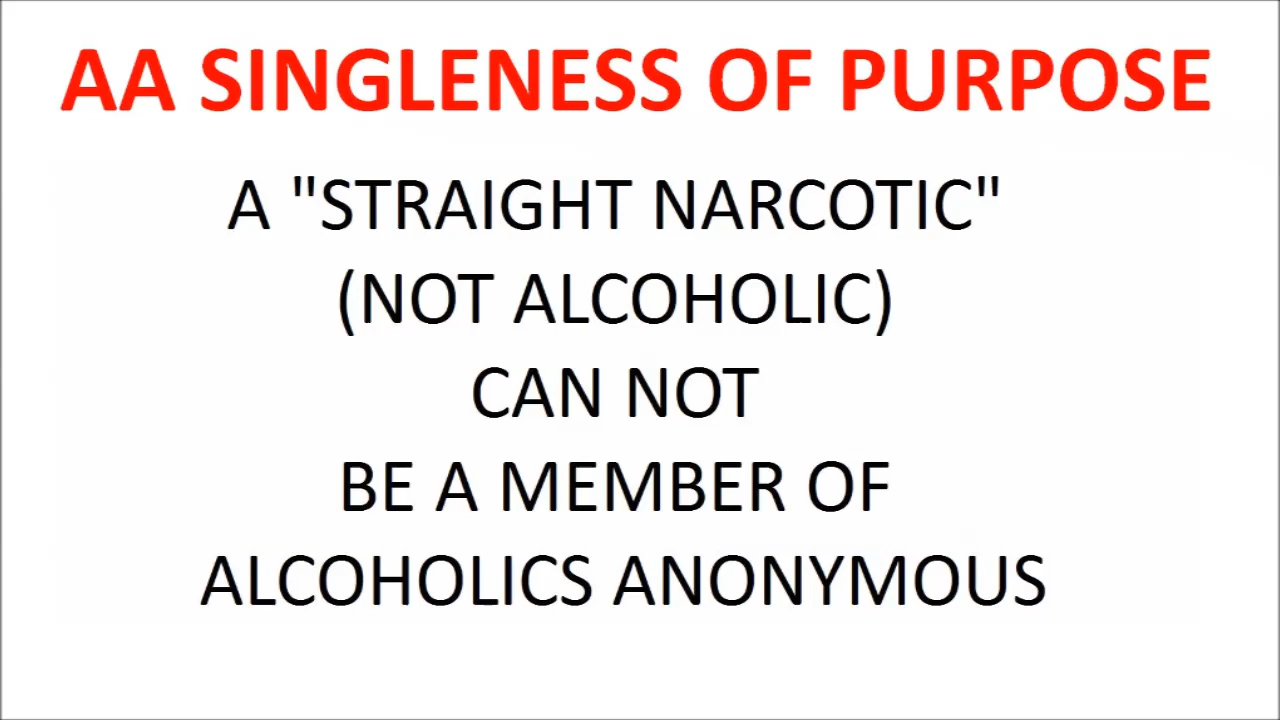 AA SINGLENESS OF PURPOSE
A "STRAIGHT NARCOTIC"
(NOT ALCOHOLIC)
CAN NOT
BE A MEMBER OF
ALCOHOLICS ANONYMOUS